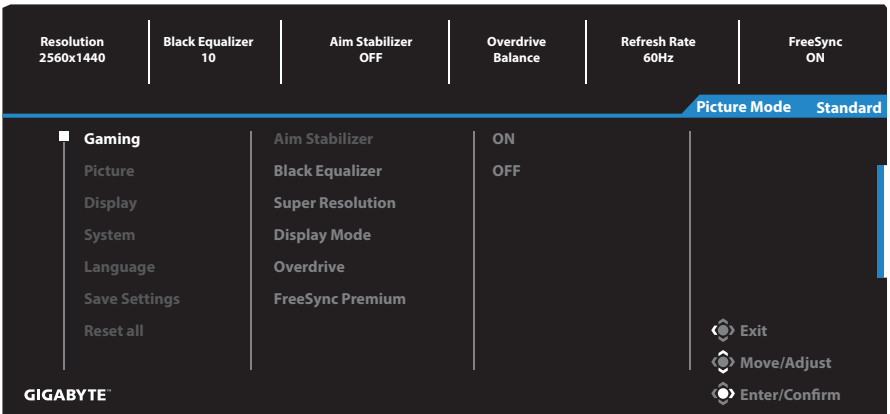 Resolution Black Equalizer Aim Stabilizer Overdrive Refresh Rate FreeSync
2560x1440 10 OFF Balance 60Hz ON
Picture Mode Standard
Gaming Aim Stabilizer ON
Picture Black Equalizer OFF
Display Super Resolution
System Display Mode
Language Overdrive
Save Settings FreeSync Premium
Reset all
Exit
Move/Adjust
GIGABYTE™ Enter/Confirm